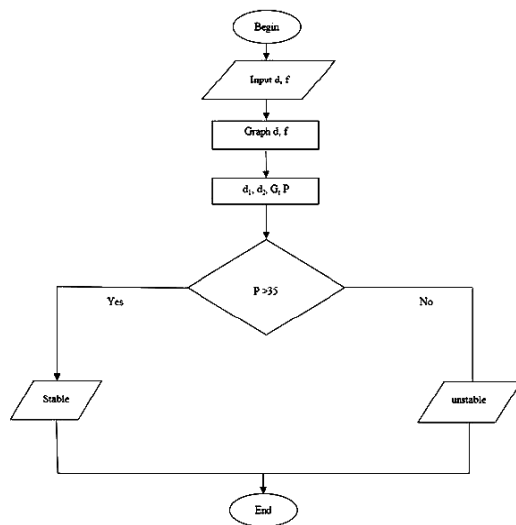 Begin
Input d, f
Graph d, f
d₁, d₂, G, P
P >35
Yes
No
Stable
unstable
End